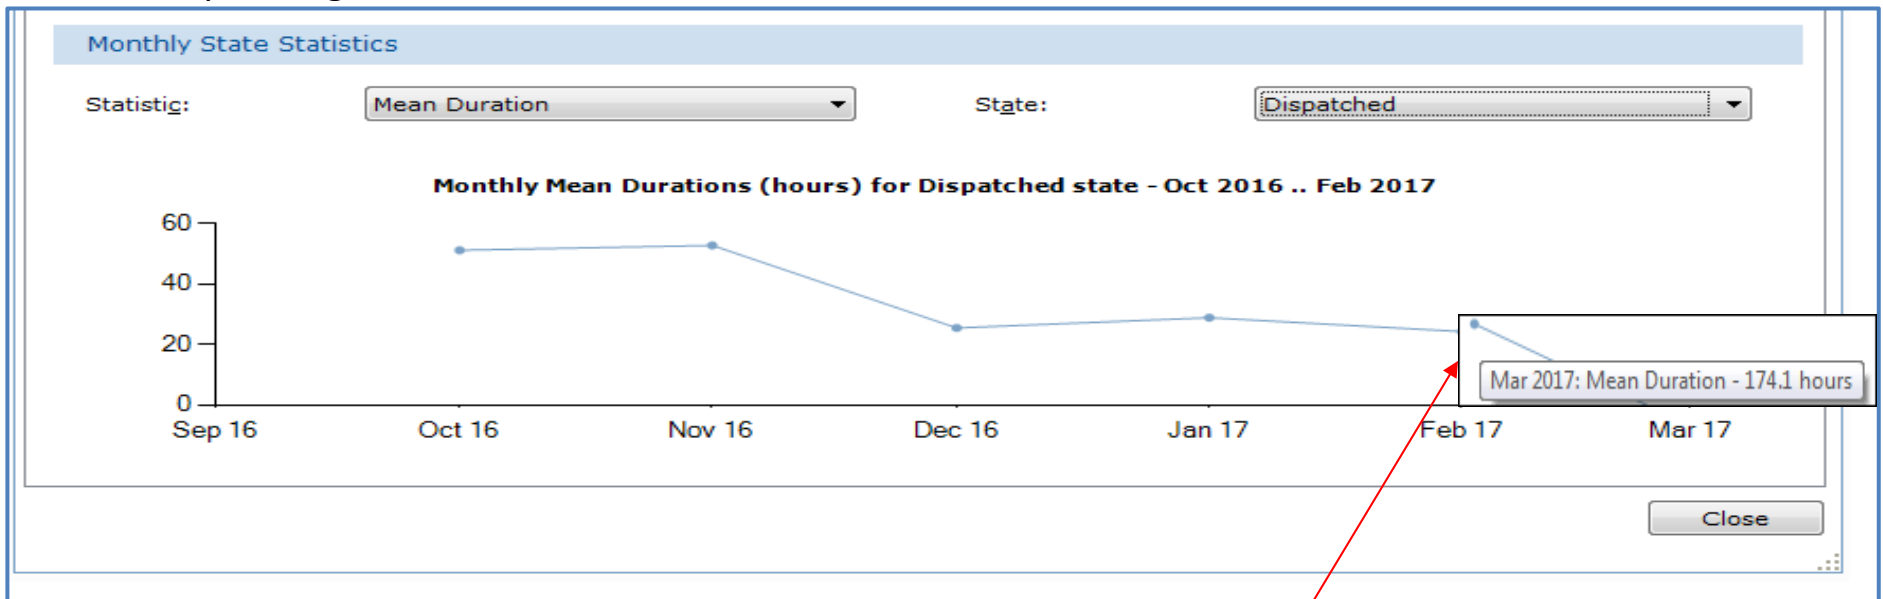 Monthly State Statistics
Statistic: Mean Duration State: Dispatched
Monthly Mean Durations (hours) for Dispatched state - Oct 2016 .. Feb 2017
60
40
20
0
Mar 2017: Mean Duration - 174.1 hours
Sep 16 Oct 16 Nov 16 Dec 16 Jan 17 Feb 17 Mar 17
Close